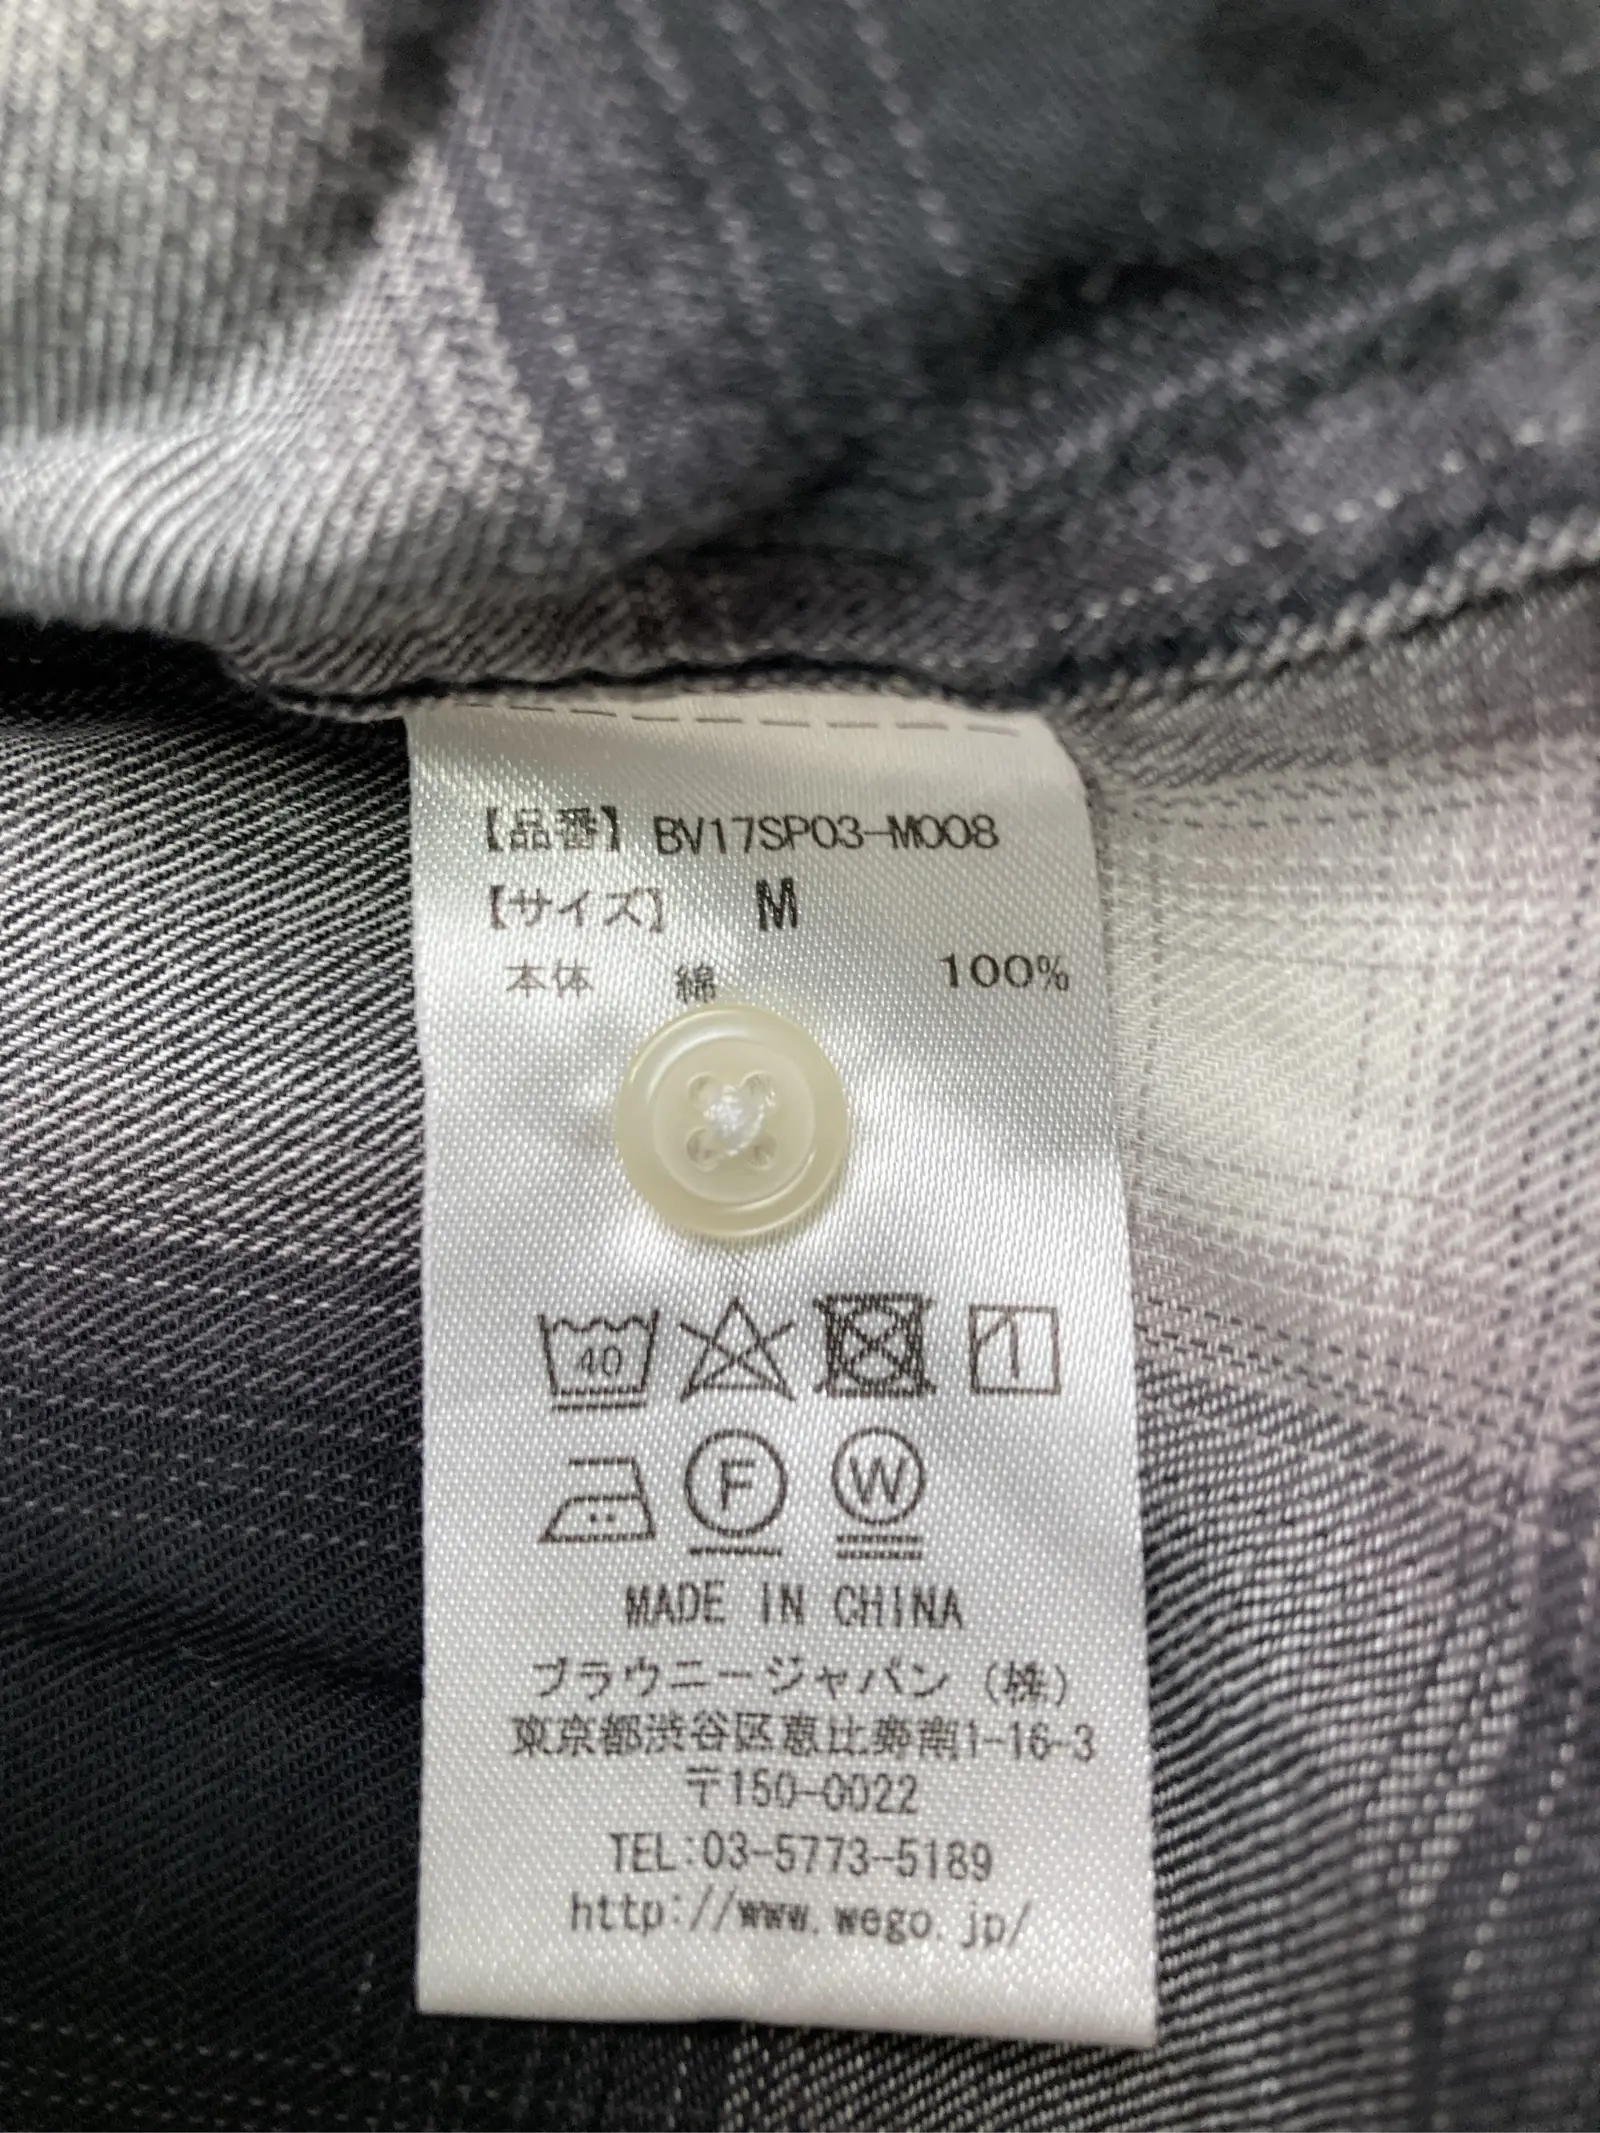 【品番】 BV17SP03-M008
【サイズ】 M
本体 綿 100%
40
F W
MADE IN CHINA
ブラウニージャパン (株)
東京都渋谷区恵比寿南1-16-3
〒150-0022
TEL:03-5773-5189
http://www.wego.jp/